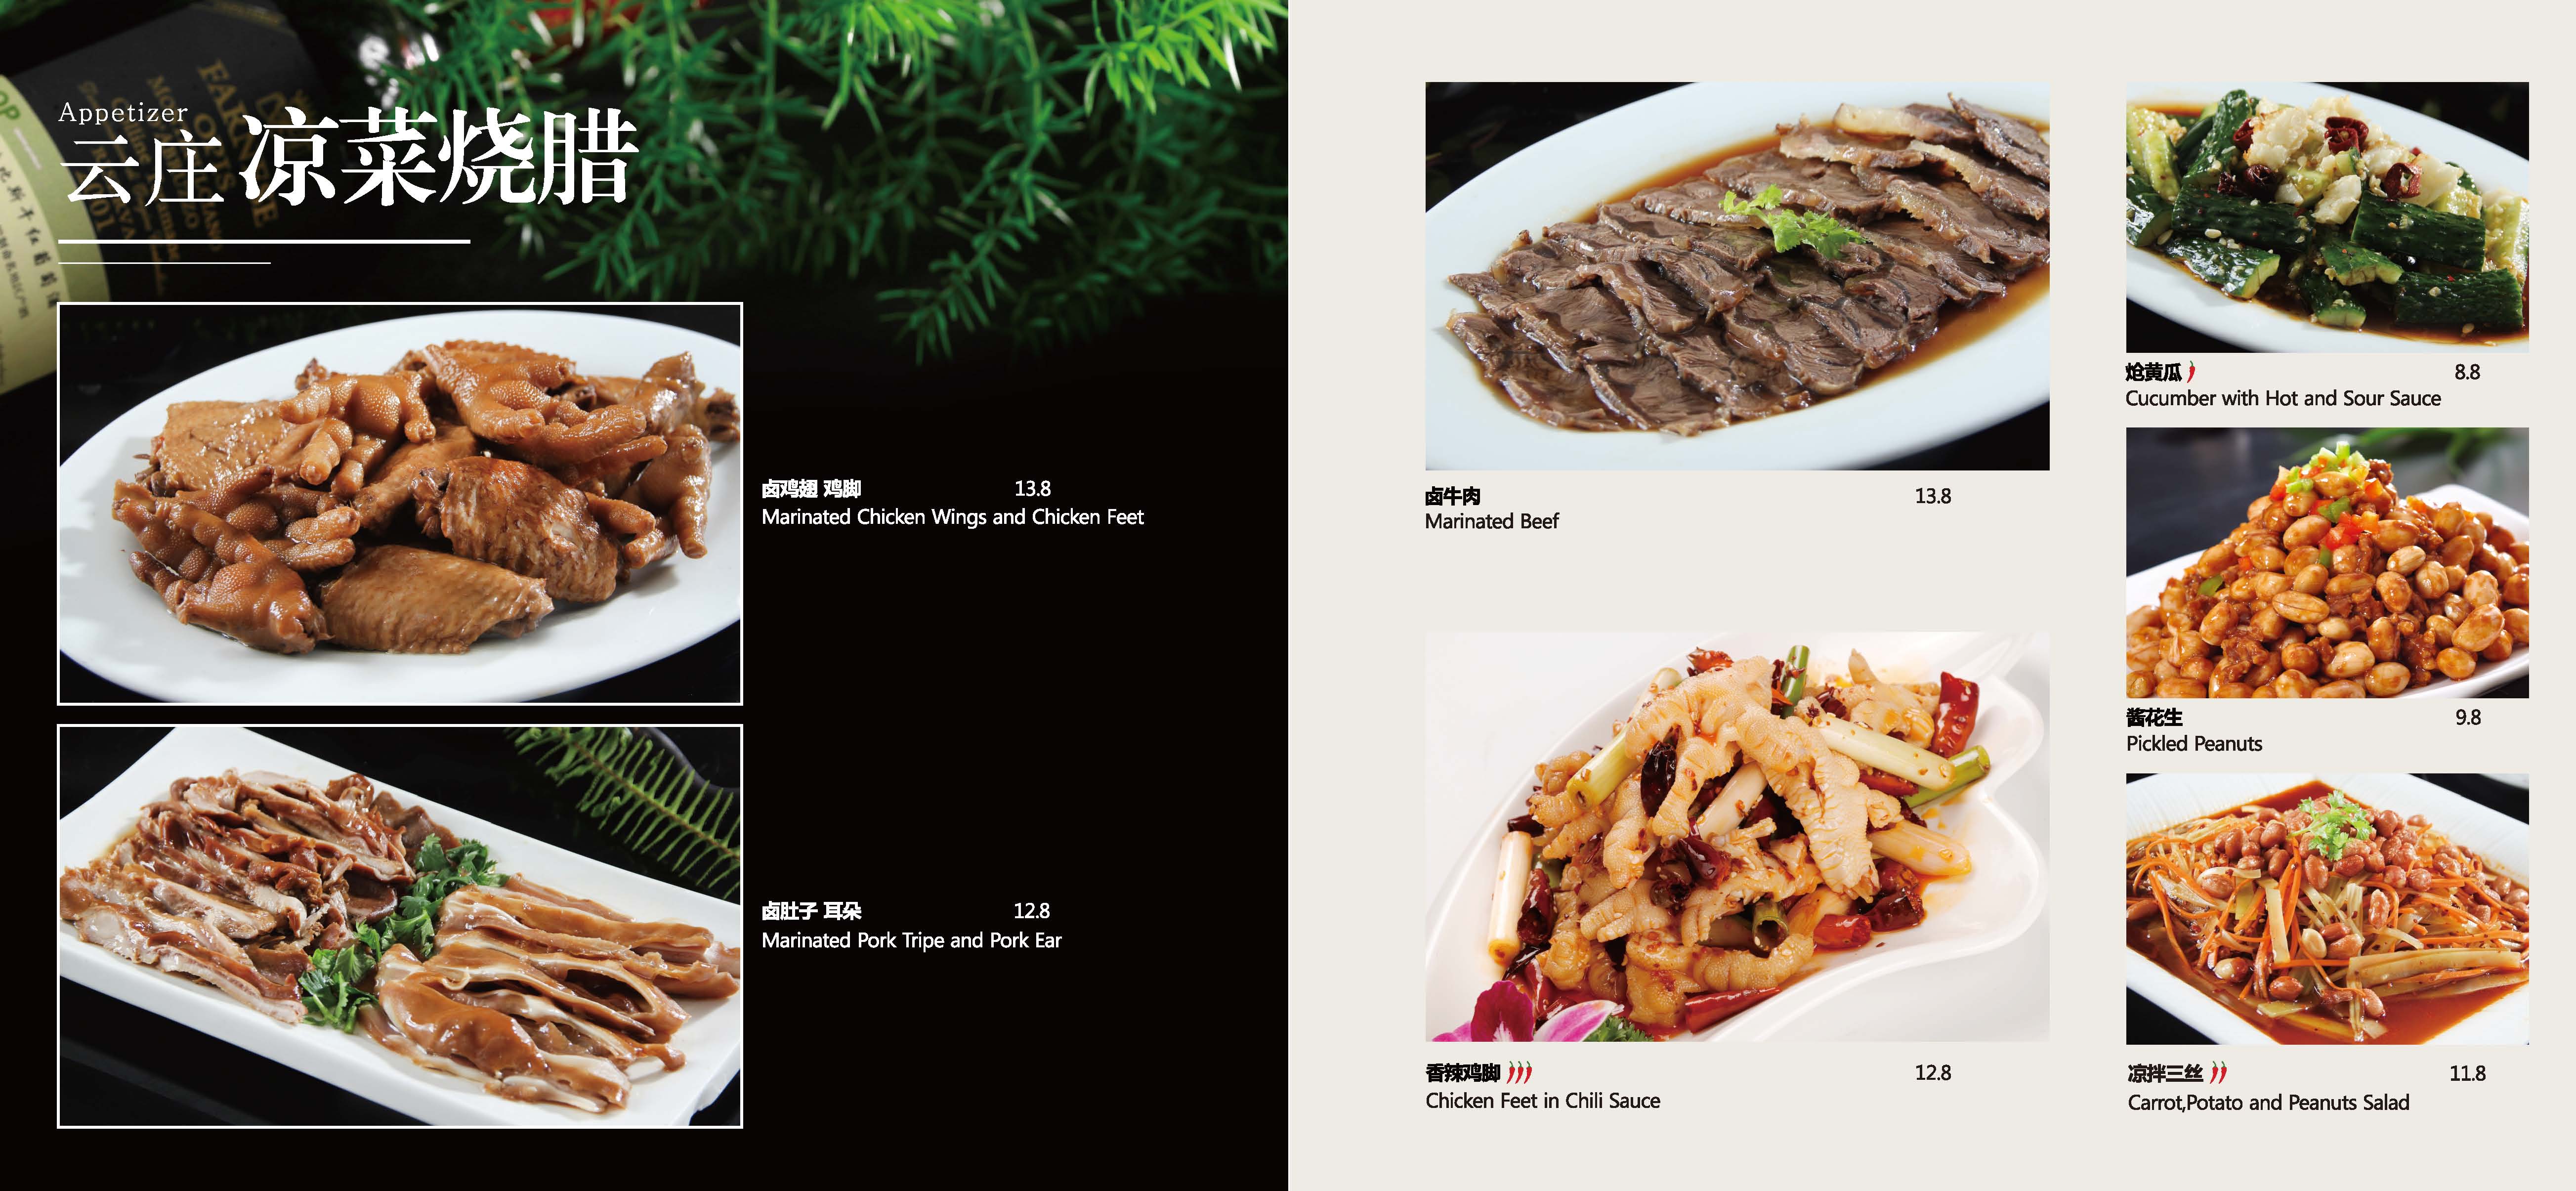 Appetizer
云庄 凉菜烧腊
卤鸡翅 鸡脚 13.8
Marinated Chicken Wings and Chicken Feet
卤肚子 耳朵 12.8
Marinated Pork Tripe and Pork Ear
卤牛肉 13.8
Marinated Beef
香辣鸡脚 12.8
Chicken Feet in Chili Sauce
炝黄瓜 8.8
Cucumber with Hot and Sour Sauce
酱花生 9.8
Pickled Peanuts
凉拌三丝 11.8
Carrot,Potato and Peanuts Salad